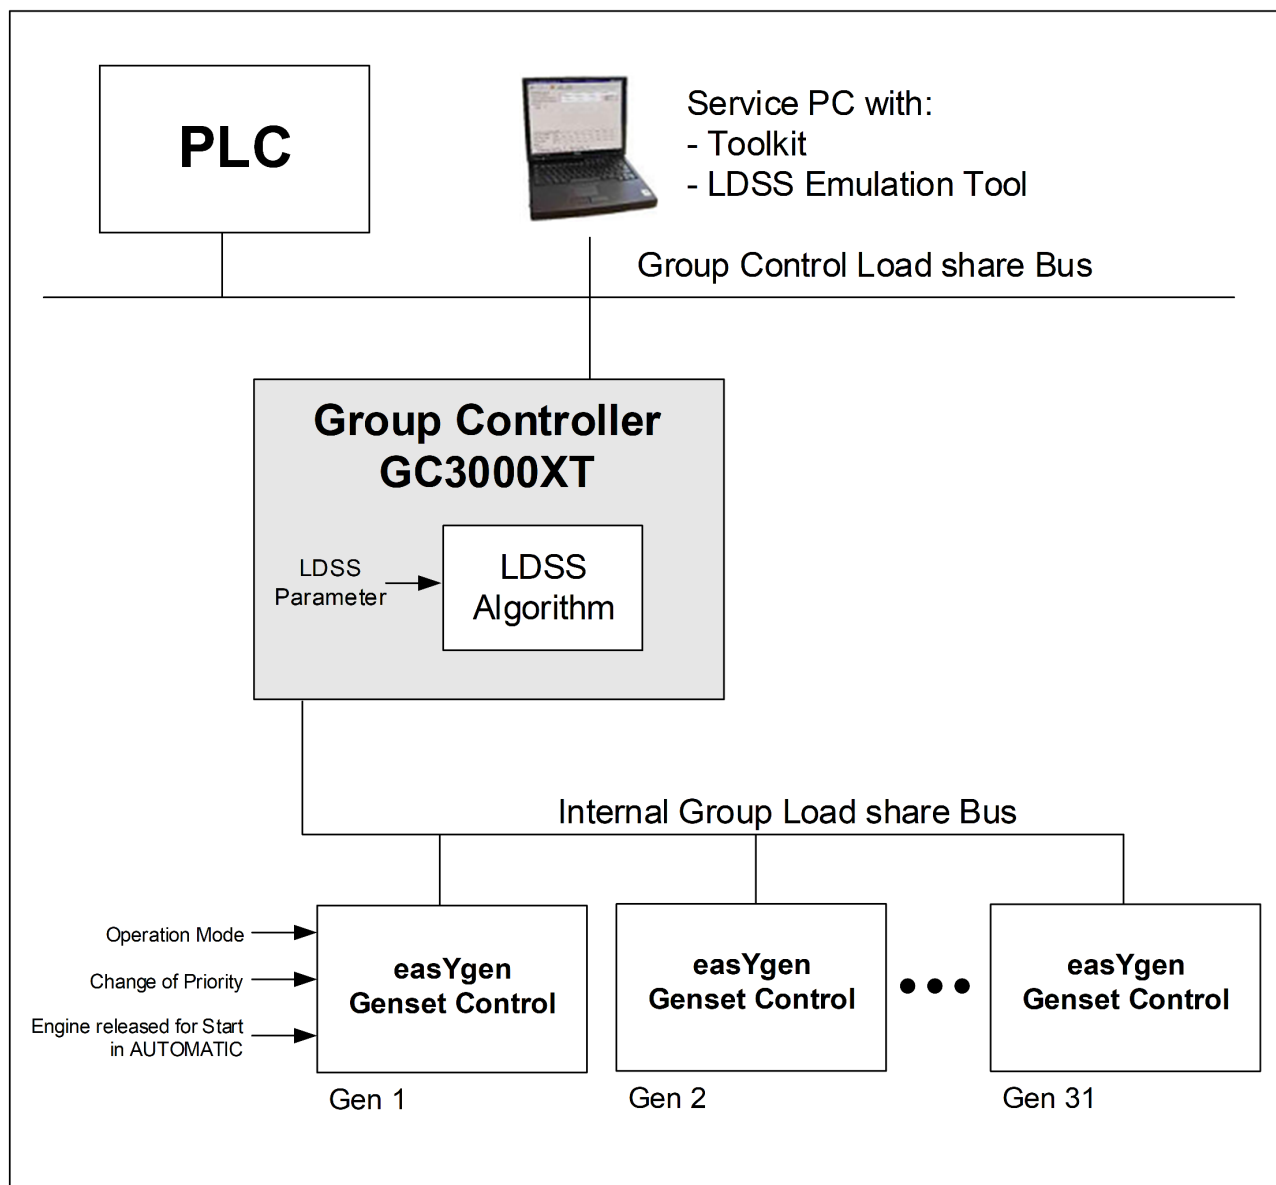 PLC
Service PC with:
- Toolkit
- LDSS Emulation Tool
Group Control Load share Bus
Group Controller
GC3000XT
LDSS
Parameter
LDSS
Algorithm
Internal Group Load share Bus
Operation Mode
Change of Priority
Engine released for Start
in AUTOMATIC
easYgen
Genset Control
Gen 1
easYgen
Genset Control
Gen 2
easYgen
Genset Control
Gen 31